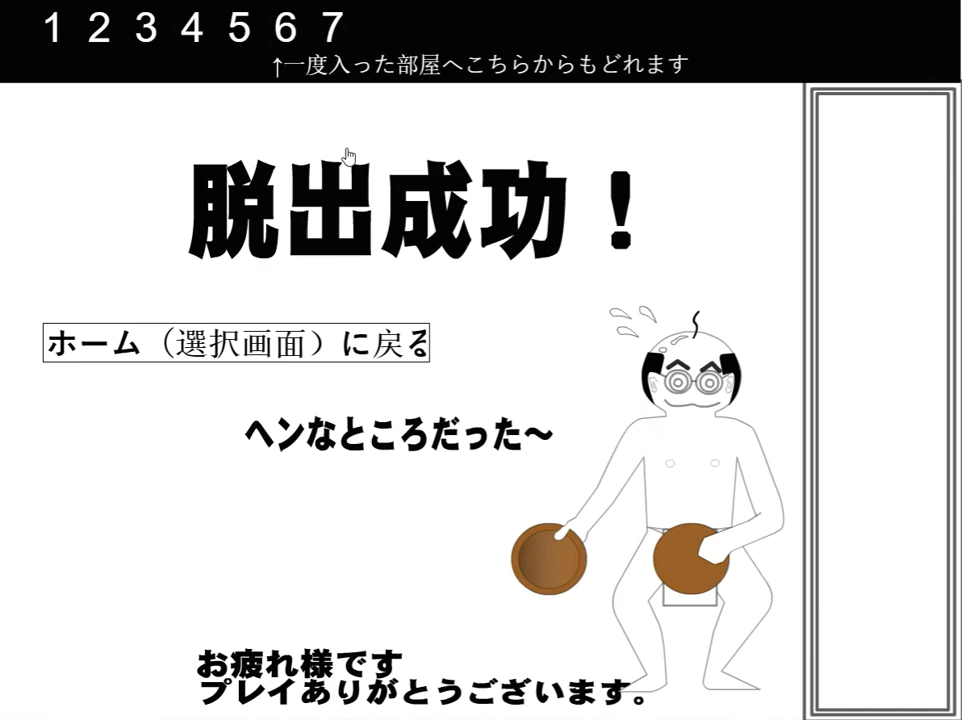 1 2 3 4 5 6 7
↑一度入った部屋へこちらからもどれます
脱出成功！
ホーム（選択画面）に戻る
ヘンなところだった～
お疲れ様です
プレイありがとうございます。